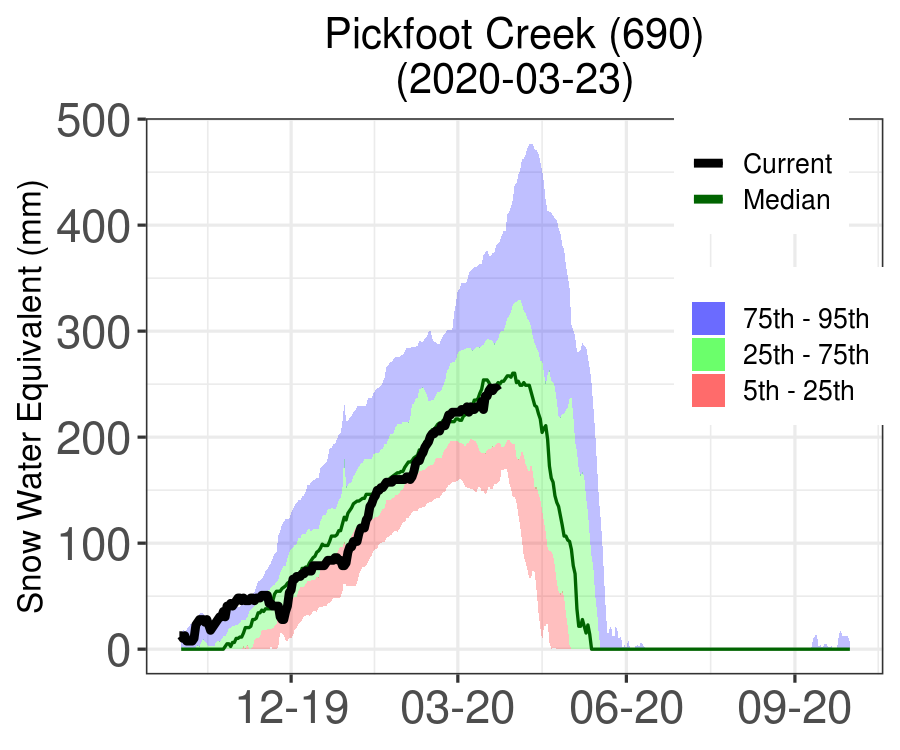 Pickfoot Creek (690)
(2020-03-23)
Snow Water Equivalent (mm)
500
400
300
200
100
0
12-19
03-20
06-20
09-20
Current
Median
75th - 95th
25th - 75th
5th - 25th